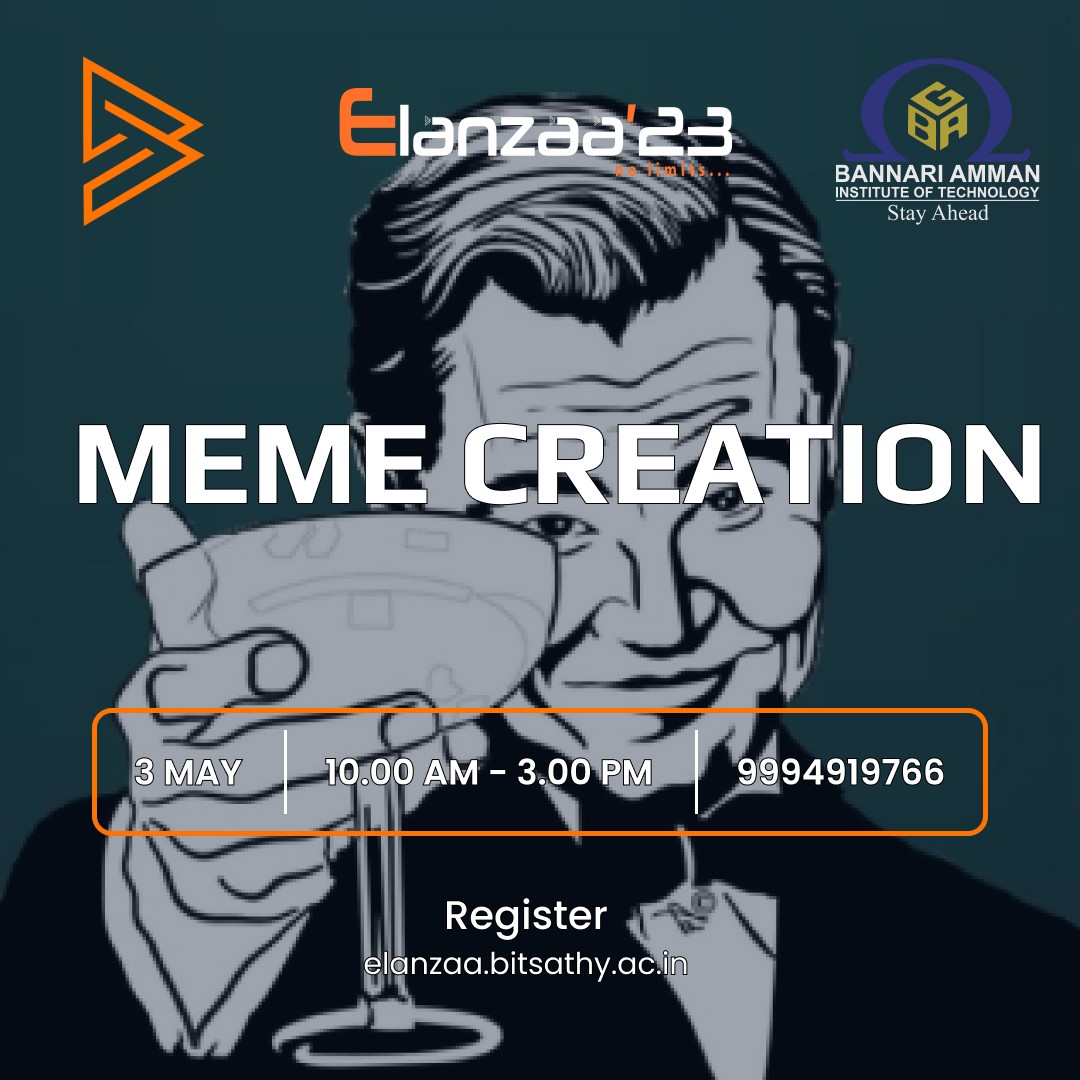 Elanzaa'23
no limits...
GBA
BANNARI AMMAN
INSTITUTE OF TECHNOLOGY
Stay Ahead
MEME CREATION
3 MAY
10.00 AM - 3.00 PM
9994919766
Register
elanzaa.bitsathy.ac.in